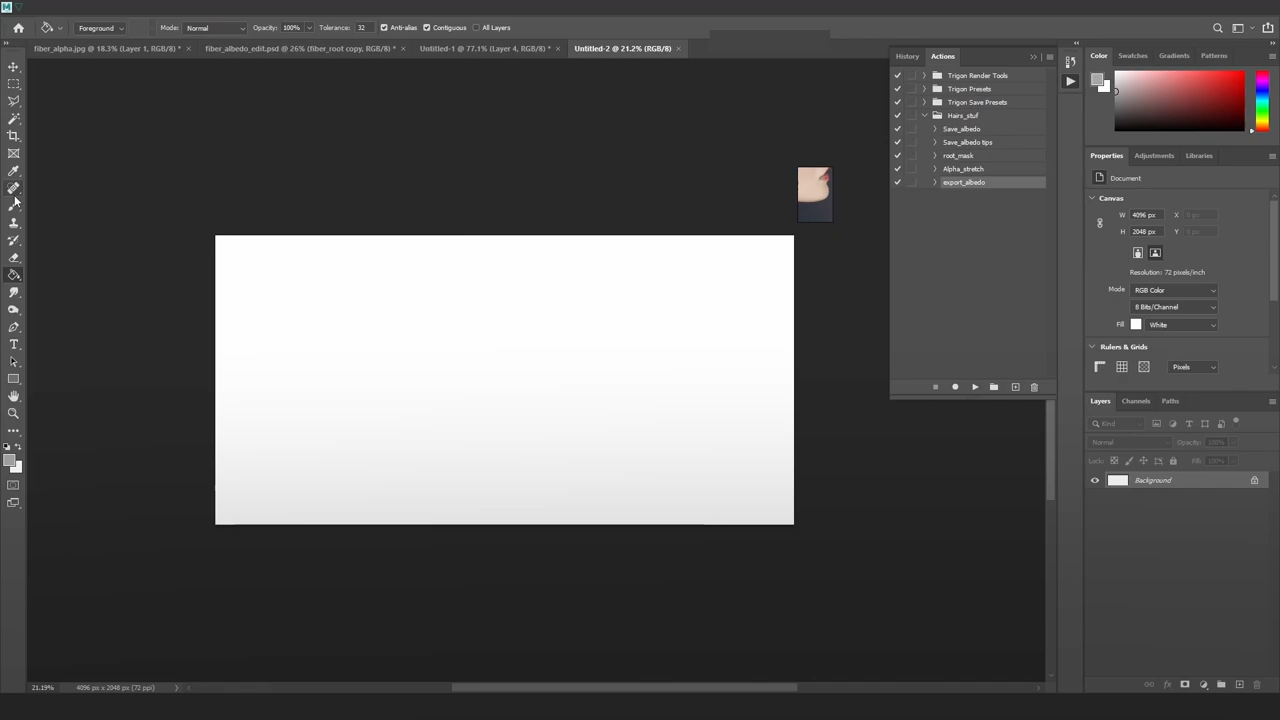 Foreground Mode: Normal Opacity: 100% Tolerance: 32 Anti-alias Contiguous All Layers
fiber_alpha.jpg @ 18.3% (Layer 1, RGB/8) * × fiber_albedo_edit.psd @ 26% (fiber_root copy, RGB/8) * × Untitled-1 @ 77.1% (Layer 4, RGB/8) * × Untitled-2 @ 21.2% (RGB/8) ×
History Actions
Trigon Render Tools
Trigon Presets
Trigon Save Presets
Hairs_stuf
Save_albedo
Save_albedo tips
root_mask
Alpha_stretch
export_albedo
Color Swatches Gradients Patterns
Properties Adjustments Libraries
Document
Canvas
W 4096 px X 0 px
H 2048 px Y 0 px
Resolution: 72 pixels/inch
Mode RGB Color
8 Bits/Channel
Fill White
Rulers & Grids
Pixels
Layers Channels Paths
Kind
Normal Opacity: 100%
Lock: Fill: 100%
Background
21.19% 4096 px x 2048 px (72 ppi)